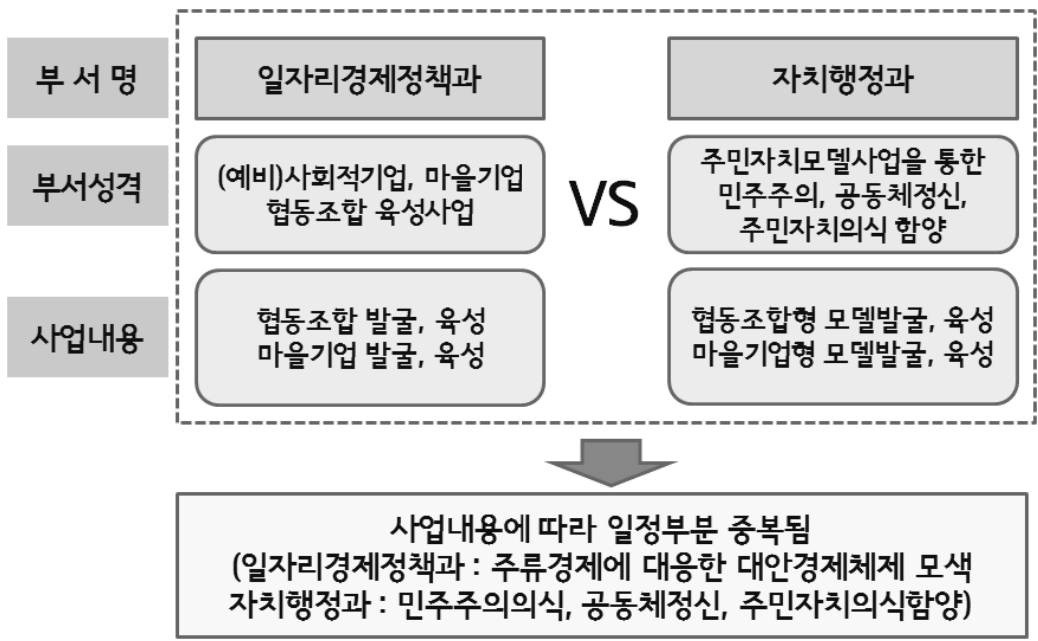 부 서 명
일자리경제정책과
자치행정과
부서성격
(예비)사회적기업, 마을기업
협동조합 육성사업
VS
주민자치모델사업을 통한
민주주의, 공동체정신,
주민자치의식 함양
사업내용
협동조합 발굴, 육성
마을기업 발굴, 육성
협동조합형 모델발굴, 육성
마을기업형 모델발굴, 육성
사업내용에 따라 일정부분 중복됨
(일자리경제정책과 : 주류경제에 대응한 대안경제체제 모색
자치행정과 : 민주주의의식, 공동체정신, 주민자치의식함양)